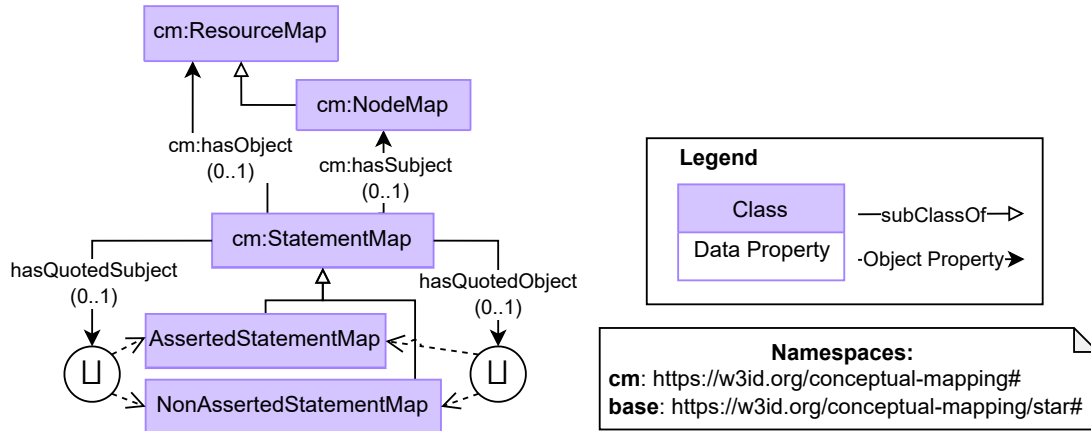 cm:ResourceMap
cm:NodeMap
cm:hasObject
(0..1)
cm:hasSubject
(0..1)
cm:StatementMap
hasQuotedSubject
(0..1)
hasQuotedObject
(0..1)
AssertedStatementMap
NonAssertedStatementMap
⊔
⊔
Legend
Class
Data Property
subClassOf
Object Property
Namespaces:
cm: https://w3id.org/conceptual-mapping#
base: https://w3id.org/conceptual-mapping/star#